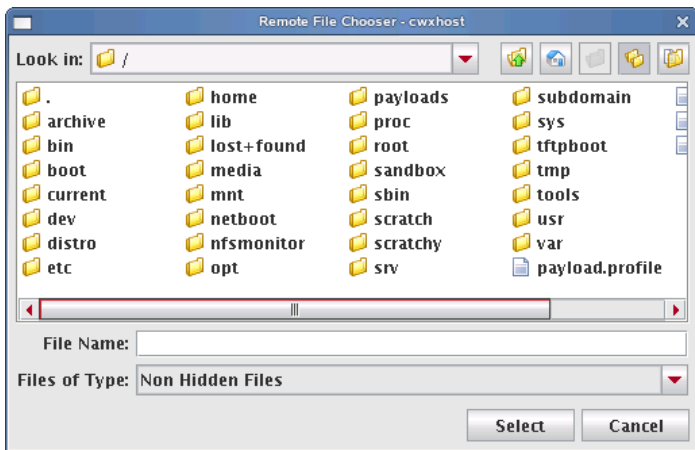 Remote File Chooser - cwxhost
Look in: /
.
archive
bin
boot
current
dev
distro
etc
home
lib
lost+found
media
mnt
netboot
nfsmonitor
opt
payloads
proc
root
sandbox
sbin
scratch
scratchy
srv
subdomain
sys
tftpboot
tmp
tools
usr
var
payload.profile
File Name:
Files of Type: Non Hidden Files
Select Cancel